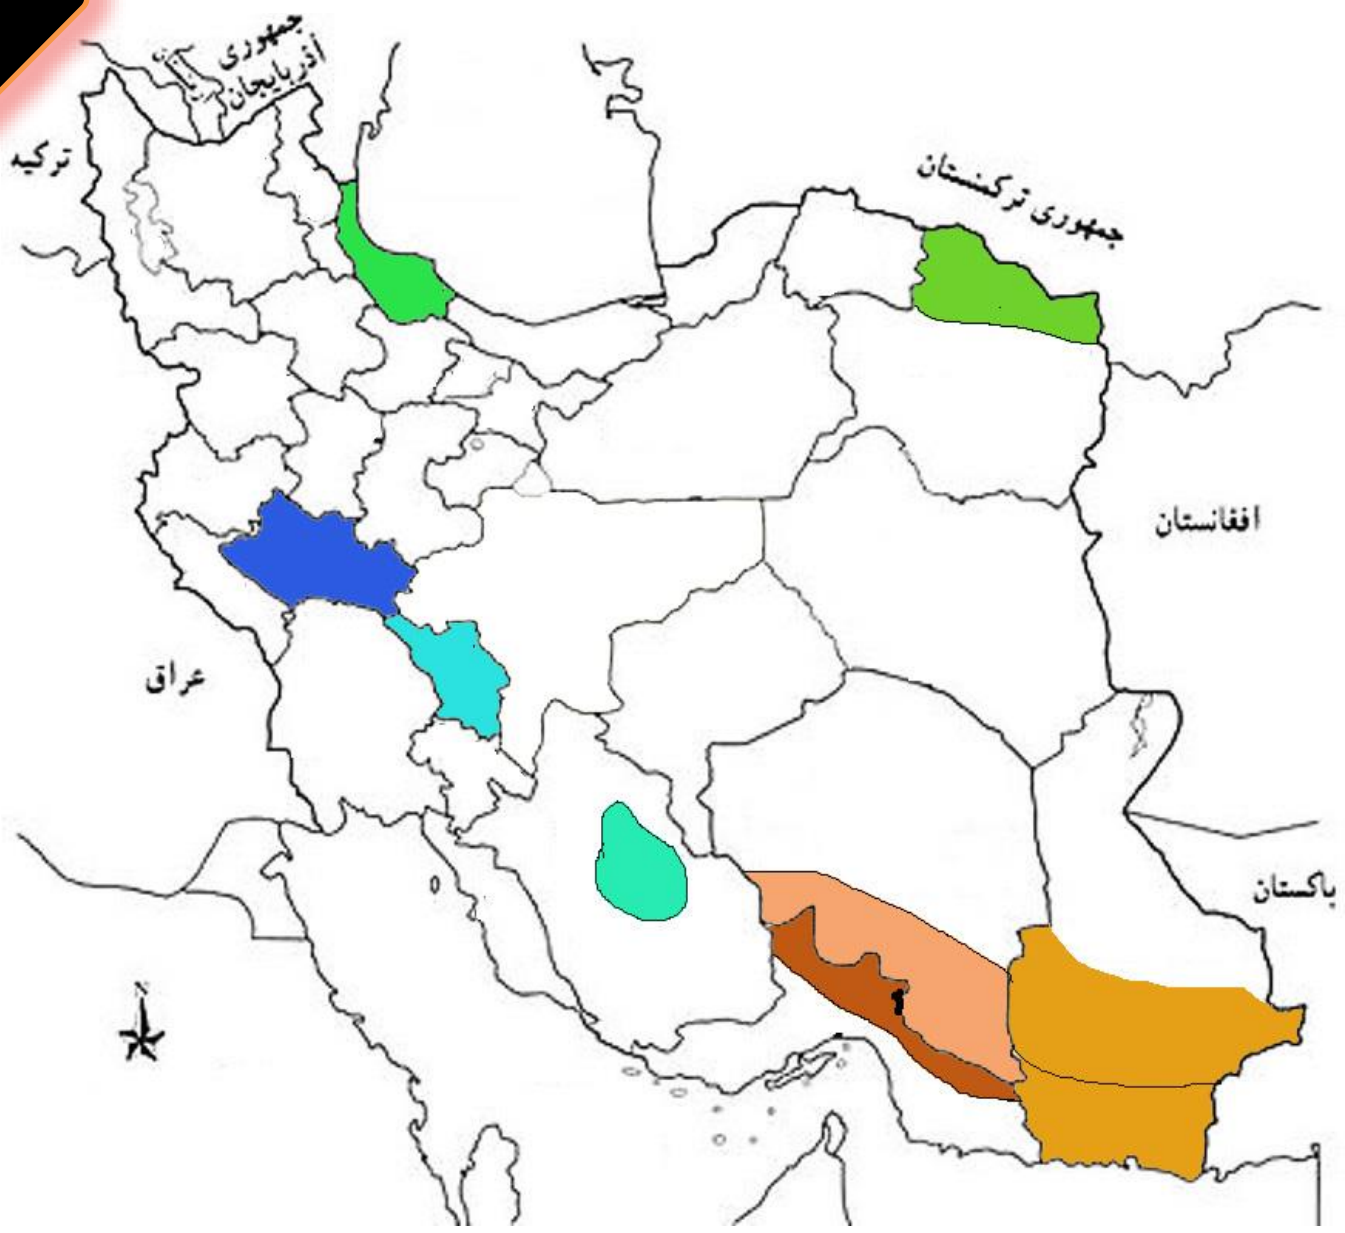 جمهوری
آذربایجان
ترکیه
جمهوری ترکمنستان
افغانستان
عراق
پاکستان
N